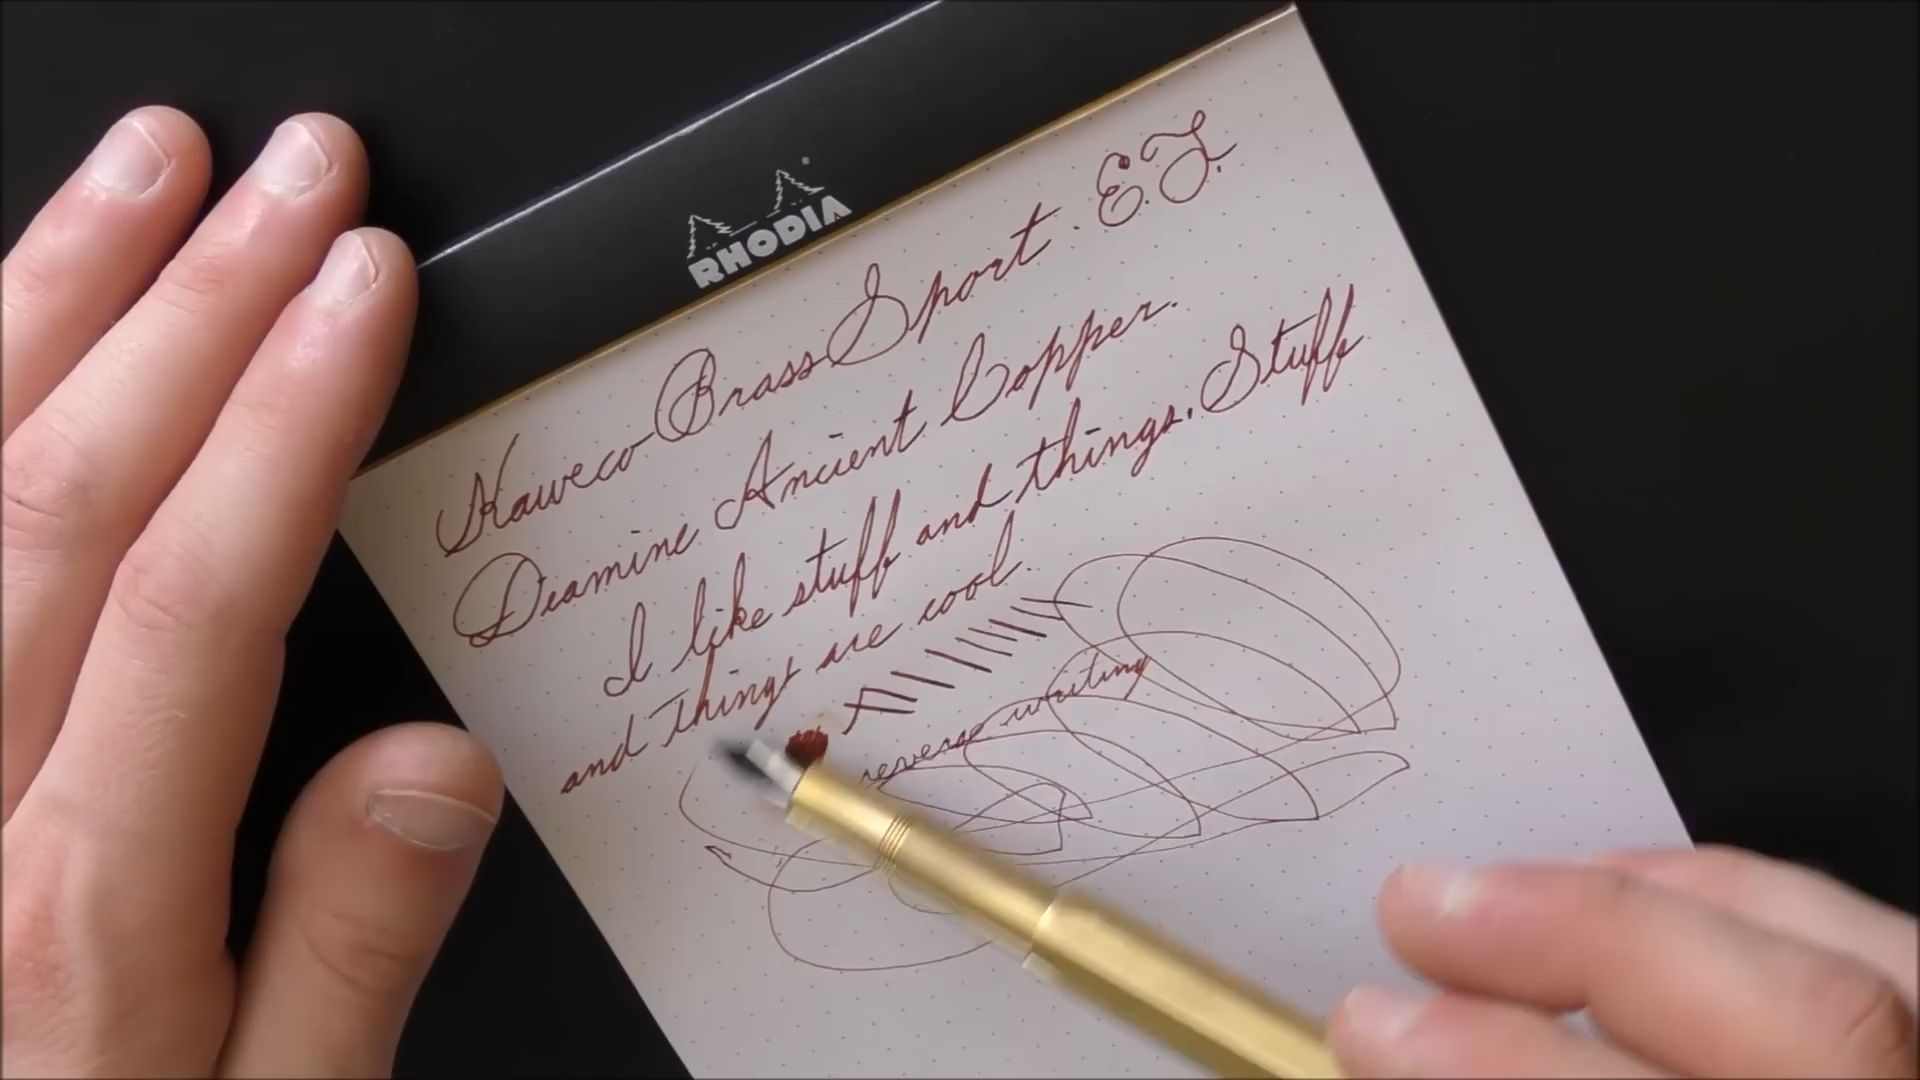 RHODIA
Kaweco Brass Sport. E.F.
Diamine Ancient Copper.
I like stuff and things. Stuff
and things are cool.
reverse writing